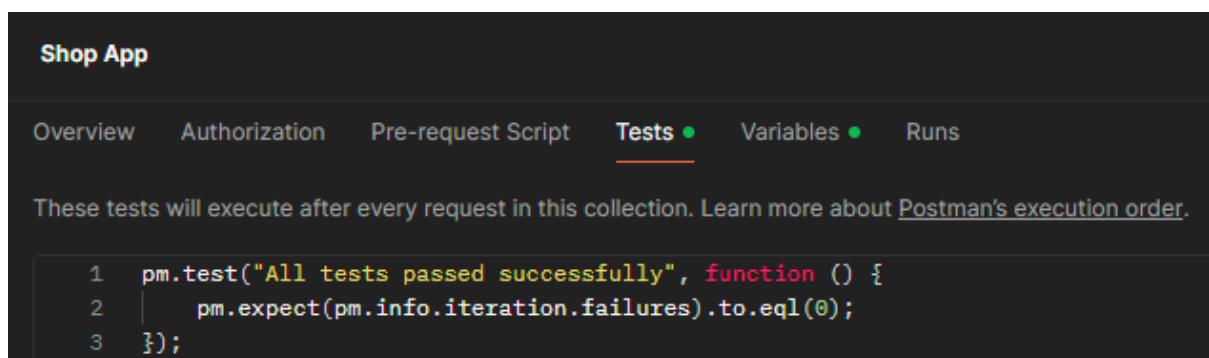 Shop App
Overview Authorization Pre-request Script Tests Variables Runs
These tests will execute after every request in this collection. Learn more about Postman's execution order.
1 pm.test("All tests passed successfully", function () {
2 pm.expect(pm.info.iteration.failures).to.eql(0);
3 });